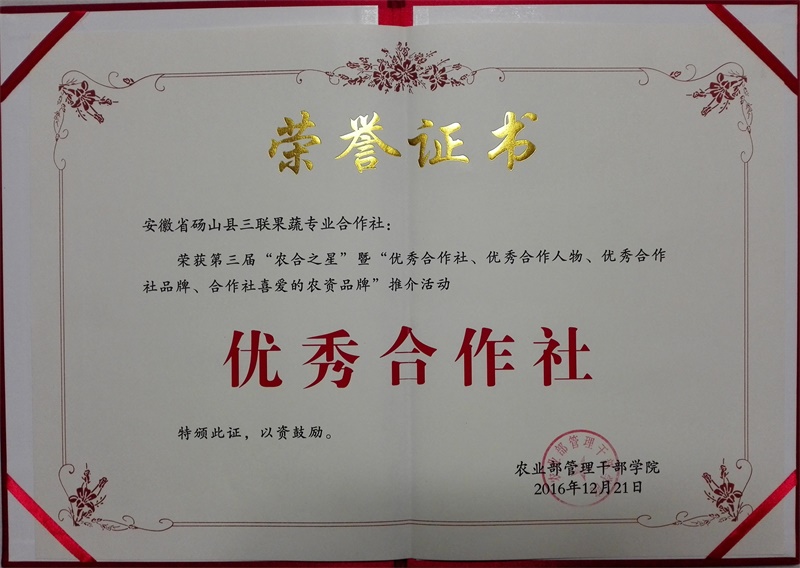 荣誉证书
安徽省砀山县三联果蔬专业合作社：
荣获第三届“农合之星”暨“优秀合作社、优秀合作人物、优秀合作
社品牌、合作社喜爱的农资品牌”推介活动
优秀合作社
特颁此证，以资鼓励。
农业部管理干部学院
2016年12月21日